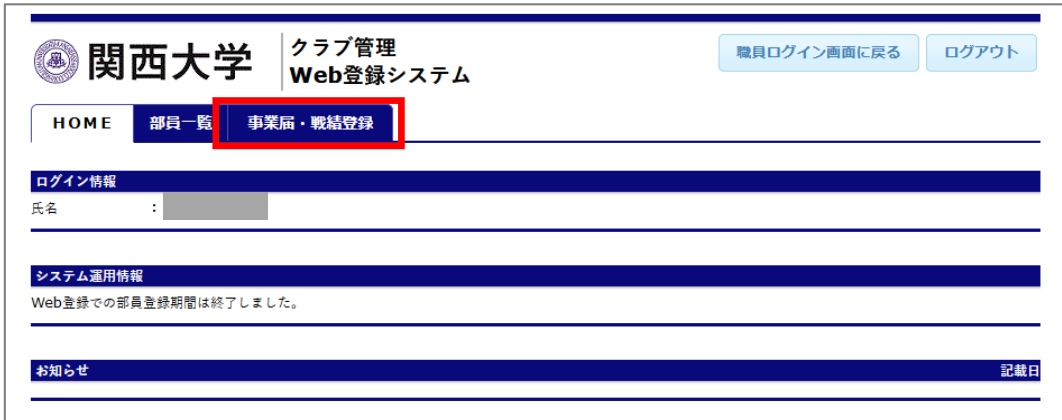 関西大学
クラブ管理
Web登録システム
職員ログイン画面に戻る
ログアウト
HOME
部員一覧
事業届・戦績登録
ログイン情報
氏名 :
システム運用情報
Web登録での部員登録期間は終了しました。
お知らせ 記載日